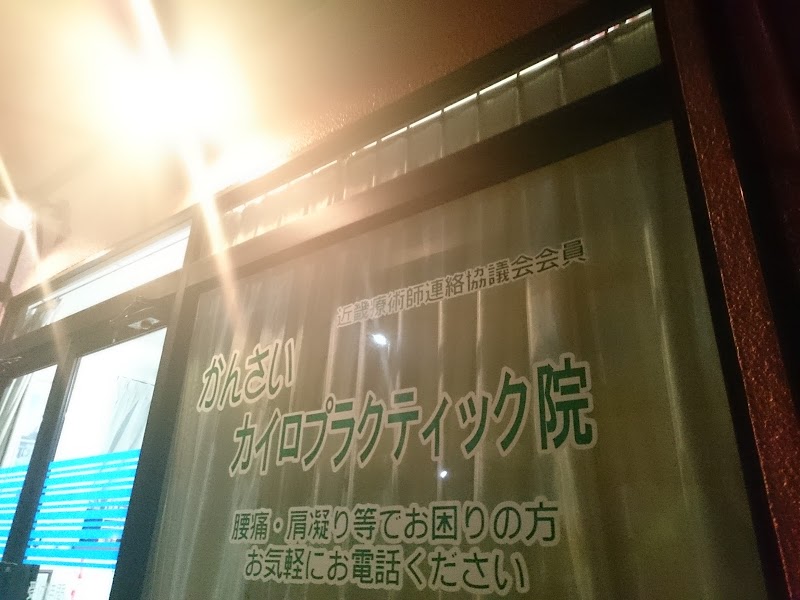 近畿療術師連絡協議会会員
かんさい
カイロプラクティック院
腰痛・肩凝り等でお困りの方
お気軽にお電話ください